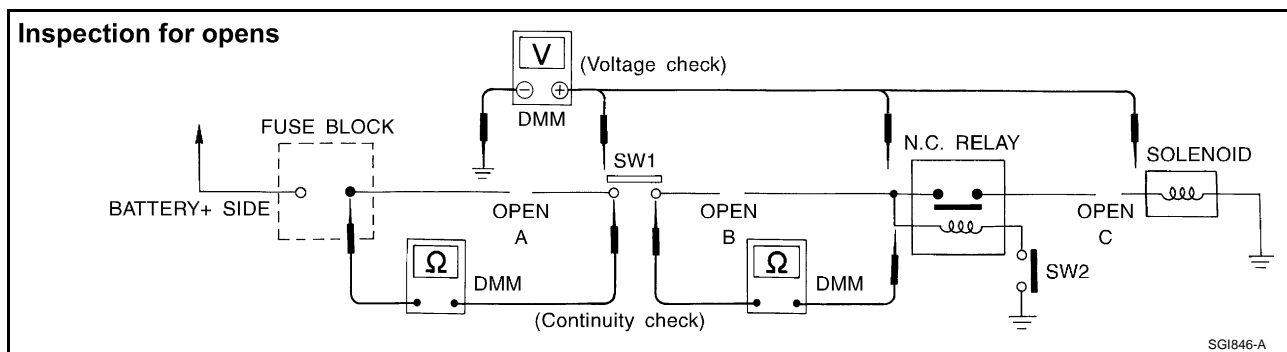 Inspection for opens
V
(Voltage check)
− +
DMM
FUSE BLOCK
N.C. RELAY
SW1
SOLENOID
BATTERY+ SIDE
OPEN
A
OPEN
B
OPEN
C
Ω
DMM
Ω
DMM
SW2
(Continuity check)
SGI846-A